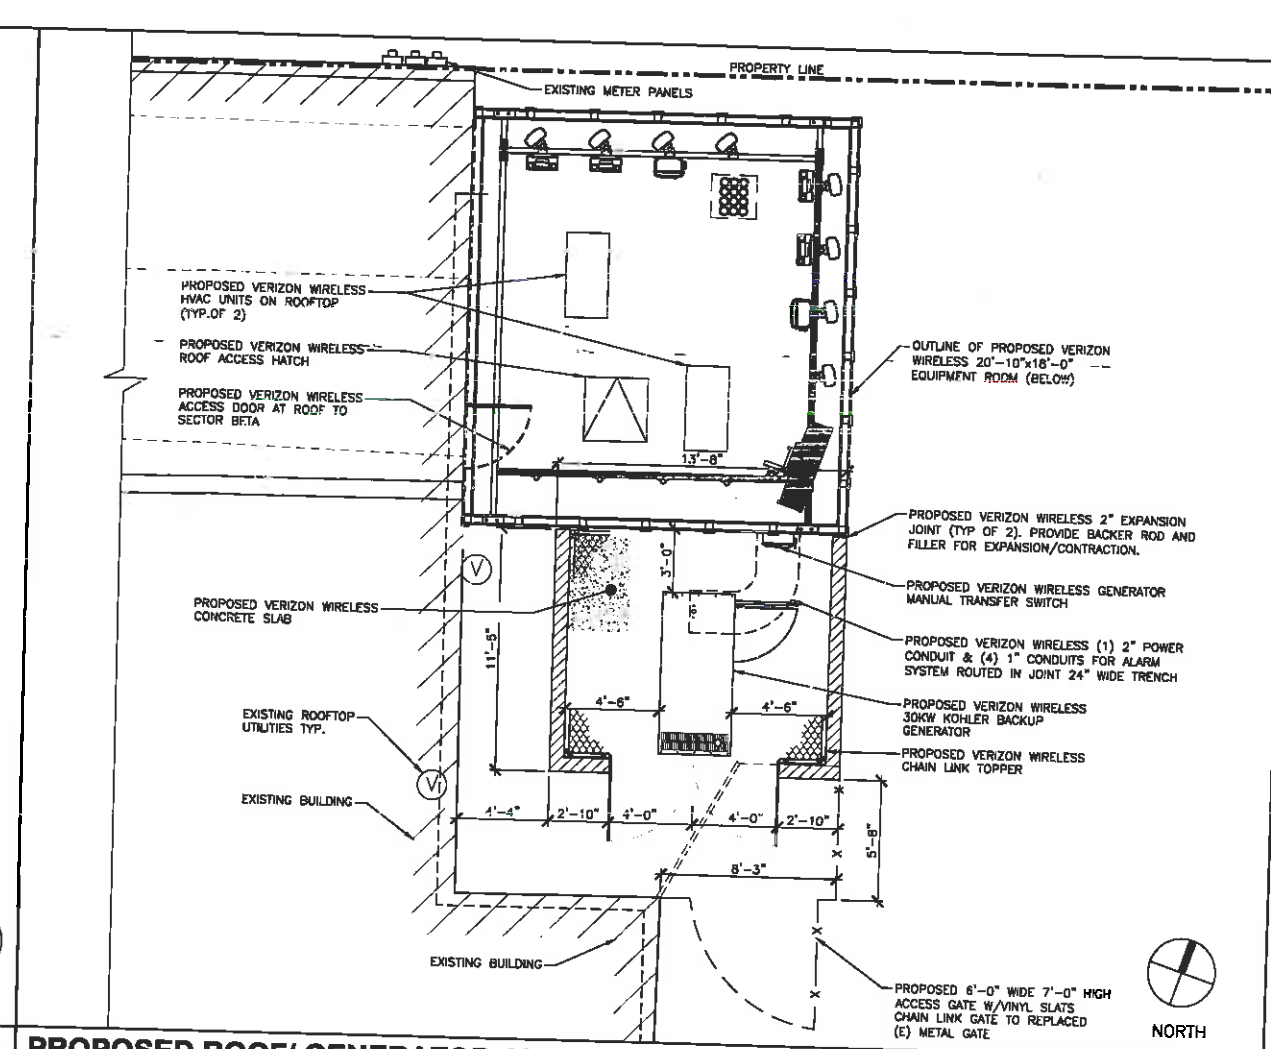 PROPERTY LINE
EXISTING METER PANELS
PROPOSED VERIZON WIRELESS
HVAC UNITS ON ROOFTOP
(TYP.OF 2)
PROPOSED VERIZON WIRELESS
ROOF ACCESS HATCH
PROPOSED VERIZON WIRELESS
ACCESS DOOR AT ROOF TO
SECTOR BETA
OUTLINE OF PROPOSED VERIZON
WIRELESS 20'-10"x18'-0"
EQUIPMENT ROOM (BELOW)
13'-8"
PROPOSED VERIZON WIRELESS 2" EXPANSION
JOINT (TYP OF 2). PROVIDE BACKER ROD AND
FILLER FOR EXPANSION/CONTRACTION.
V
3'-0"
PROPOSED VERIZON WIRELESS GENERATOR
MANUAL TRANSFER SWITCH
PROPOSED VERIZON WIRELESS
CONCRETE SLAB
11'-5"
PROPOSED VERIZON WIRELESS (1) 2" POWER
CONDUIT & (4) 1" CONDUITS FOR ALARM
SYSTEM ROUTED IN JOINT 24" WIDE TRENCH
4'-6"
4'-6"
PROPOSED VERIZON WIRELESS
30KW KOHLER BACKUP
GENERATOR
EXISTING ROOFTOP
UTILITIES TYP.
PROPOSED VERIZON WIRELESS
CHAIN LINK TOPPER
V
EXISTING BUILDING
4'-4"
2'-10"
4'-0"
4'-0"
2'-10"
5'-8"
8'-3"
EXISTING BUILDING
PROPOSED 6'-0" WIDE 7'-0" HIGH
ACCESS GATE W/VINYL SLATS
CHAIN LINK GATE TO REPLACED
(E) METAL GATE
NORTH
PROPOSED ROOF/ GENERATOR